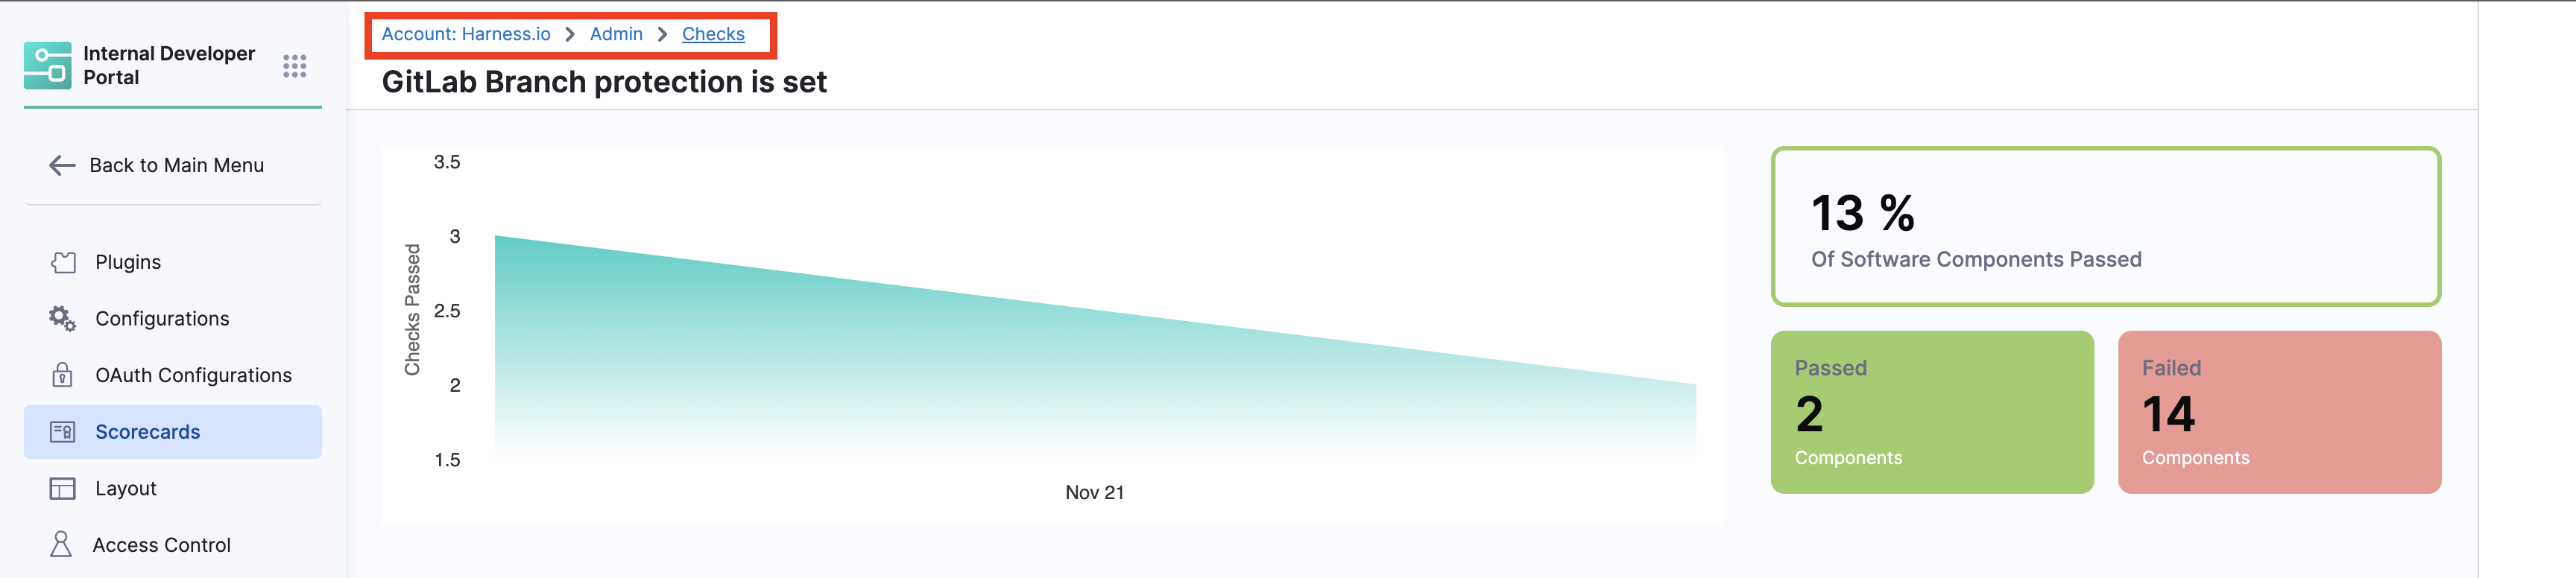 Internal Developer
Portal
Back to Main Menu
Plugins
Configurations
OAuth Configurations
Scorecards
Layout
Access Control
Account: Harness.io > Admin > Checks
GitLab Branch protection is set
Checks Passed
3.5
3
2.5
2
1.5
Nov 21
13 %
Of Software Components Passed
Passed
2
Components
Failed
14
Components